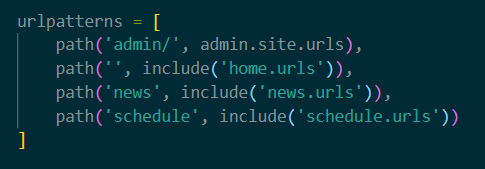 urlpatterns = [
    path('admin/', admin.site.urls),
    path('', include('home.urls')),
    path('news', include('news.urls')),
    path('schedule', include('schedule.urls'))
]